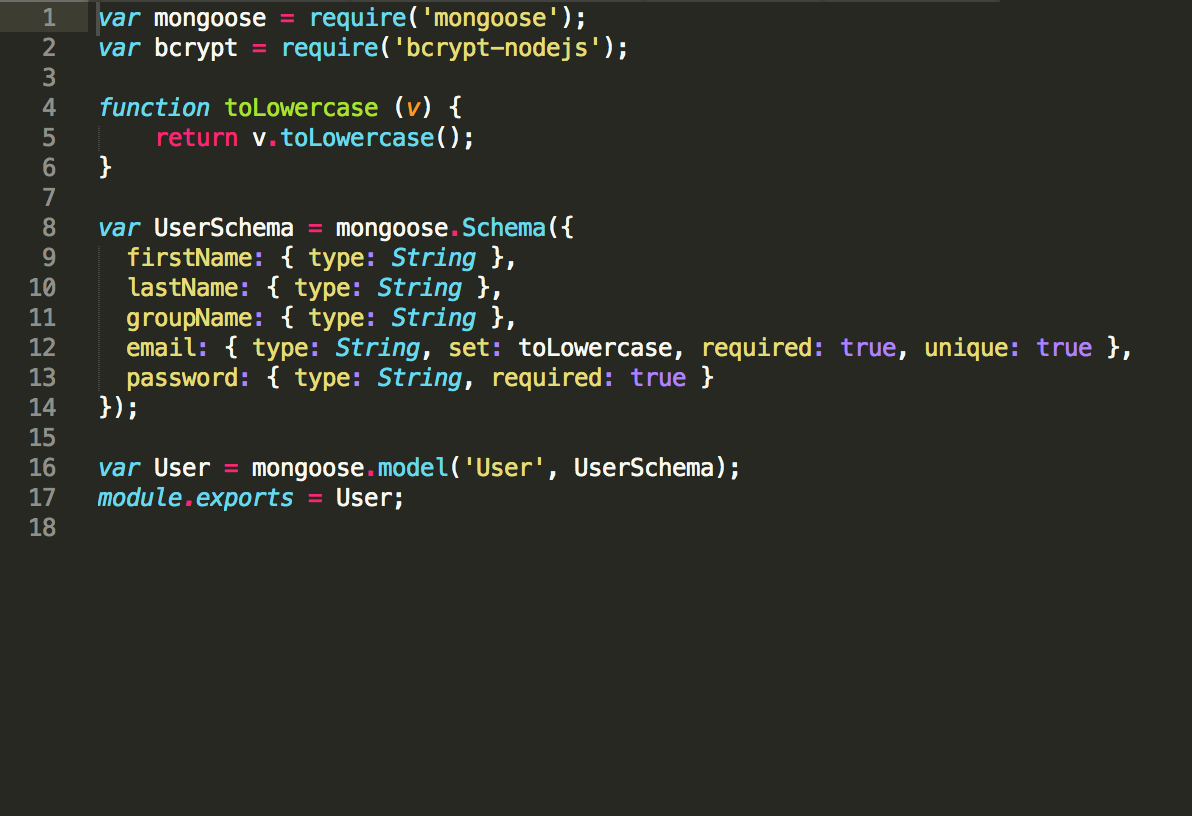 1 var mongoose = require('mongoose');
2 var bcrypt = require('bcrypt-nodejs');
3
4 function toLowercase (v) {
5     return v.toLowercase();
6 }
7
8 var UserSchema = mongoose.Schema({
9   firstName: { type: String },
10   lastName: { type: String },
11   groupName: { type: String },
12   email: { type: String, set: toLowercase, required: true, unique: true },
13   password: { type: String, required: true }
14 });
15
16 var User = mongoose.model('User', UserSchema);
17 module.exports = User;
18